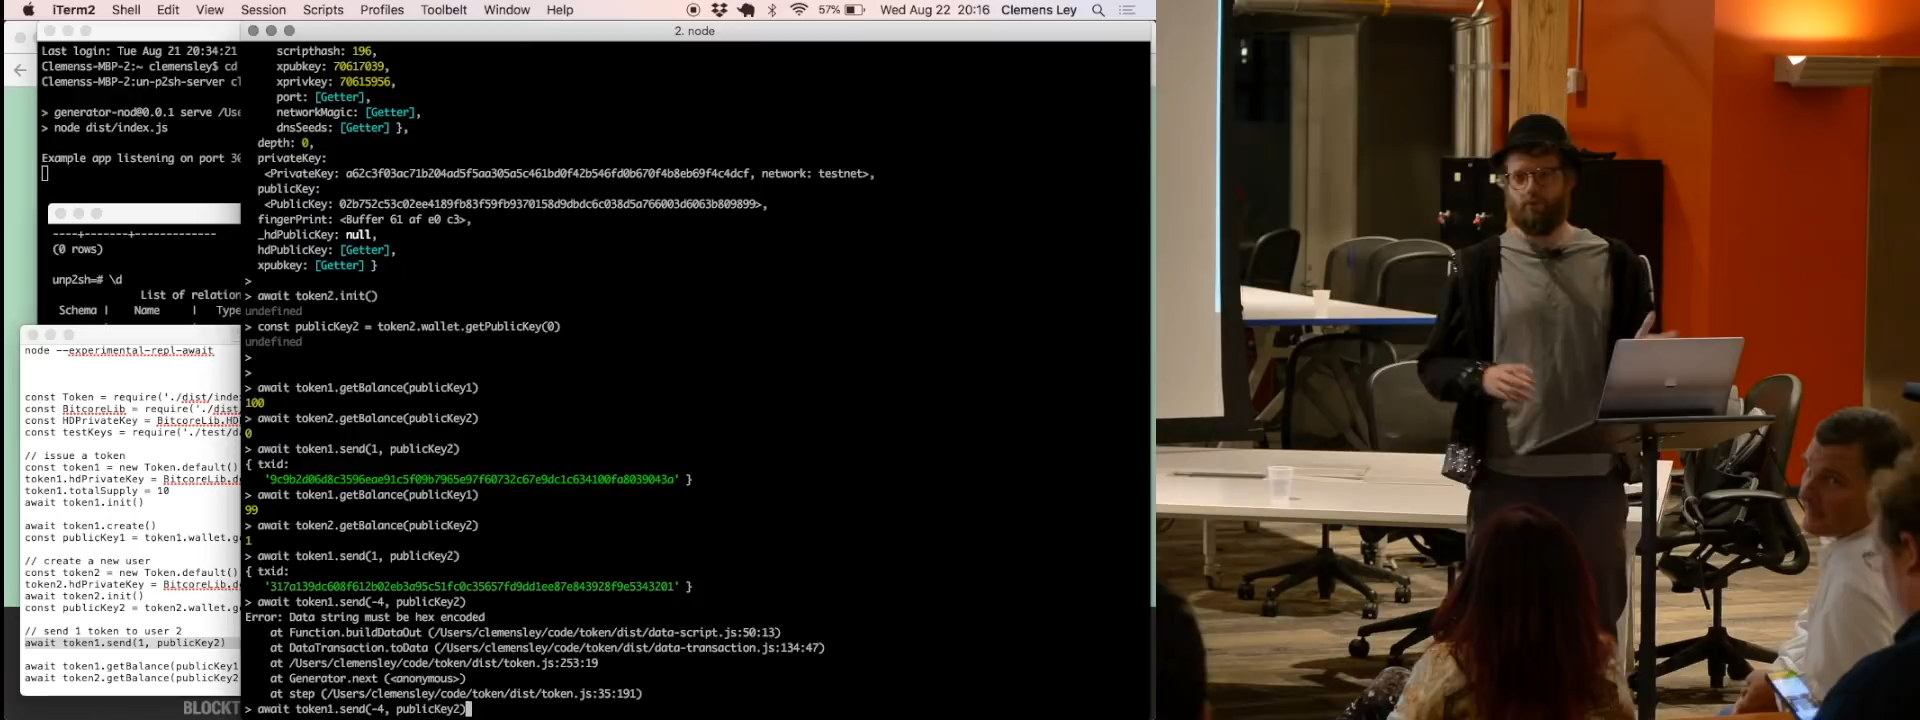 iTerm2 Shell Edit View Session Scripts Profiles Toolbelt Window Help 57% Wed Aug 22 20:16 Clemens Ley
2. node
Last login: Tue Aug 21 20:34:21
Clemenss-MBP-2:~ clemensley$ cd
Clemenss-MBP-2:un-p2sh-server cl
> generator-nod@0.0.1 serve /Use
> node dist/index.js
Example app listening on port 30
----+-------+-------------
(0 rows)
unp2sh=# \d
List of relation
Schema | Name | Type
node --experimental-repl-await
const Token = require('./dist/inde
const BitcoreLib = require('./dist
const HDPrivateKey = BitcoreLib.HD
const testKeys = require('./test/d
// issue a token
const token1 = new Token.default()
token1.hdPrivateKey = BitcoreLib.
token1.totalSupply = 10
await token1.init()
await token1.create()
const publicKey1 = token1.wallet.g
// create a new user
const token2 = new Token.default()
token2.hdPrivateKey = BitcoreLib.
await token2.init()
const publicKey2 = token2.wallet.g
// send 1 token to user 2
await token1.send(1, publicKey2)
await token1.getBalance(publicKey1
await token2.getBalance(publicKey2
BLOCKT
scripthash: 196,
xpubkey: 70617039,
xprivkey: 70615956,
port: [Getter],
networkMagic: [Getter],
dnsSeeds: [Getter] },
depth: 0,
privateKey:
<PrivateKey: a62c3f03ac71b204ad5f5aa305a5c461bd0f42b546fd0b670f4b8eb69f4c4dcf, network: testnet>,
publicKey:
<PublicKey: 02b752c53c02ee4189fb83f59fb9370158d9dbdc6c038d5a766003d6063b809899>,
fingerPrint: <Buffer 61 af e0 c3>,
_hdPublicKey: null,
hdPublicKey: [Getter],
xpubkey: [Getter] }
>
> await token2.init()
undefined
> const publicKey2 = token2.wallet.getPublicKey(0)
undefined
>
>
> await token1.getBalance(publicKey1)
100
> await token2.getBalance(publicKey2)
0
> await token1.send(1, publicKey2)
{ txid:
'9c9b2d06d8c3596eae91c5f09b7965e97f60732c67e9dc1c634100fa8039043a' }
> await token1.getBalance(publicKey1)
99
> await token2.getBalance(publicKey2)
1
> await token1.send(1, publicKey2)
{ txid:
'317a139dc608f612b02eb3a95c51fc0c35657fd9dd1ee87e843928f9e5343201' }
> await token1.send(-4, publicKey2)
Error: Data string must be hex encoded
at Function.buildDataOut (/Users/clemensley/code/token/dist/data-script.js:50:13)
at DataTransaction.toData (/Users/clemensley/code/token/dist/data-transaction.js:134:47)
at /Users/clemensley/code/token/dist/token.js:253:19
at Generator.next (<anonymous>)
at step (/Users/clemensley/code/token/dist/token.js:35:191)
> await token1.send(-4, publicKey2)